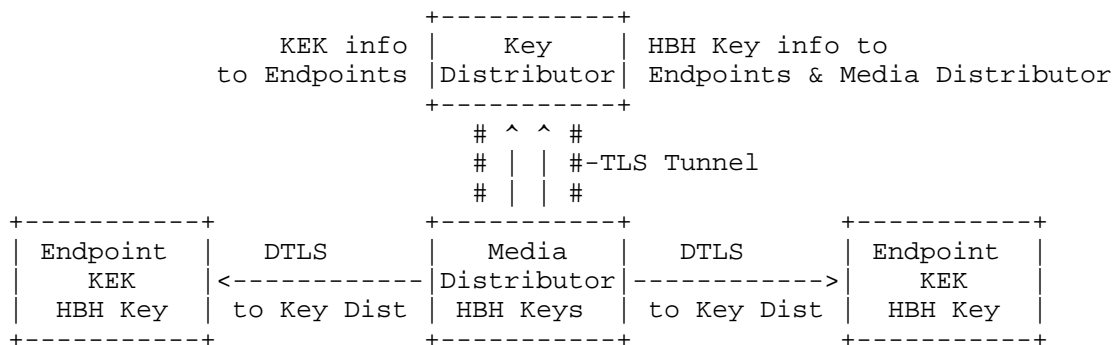 +-----------+
                   KEK info |    Key    | HBH Key info to
               to Endpoints |Distributor| Endpoints & Media Distributor
                            +-----------+
                               # ^ ^ #
                               # | | #-TLS Tunnel
                               # | | #
+-----------+               +-----------+               +-----------+
|  Endpoint |   DTLS        |   Media   |   DTLS        |  Endpoint |
|    KEK    |<------------|Distributor|------------>|    KEK    |
|  HBH Key  | to Key Dist |  HBH Keys | to Key Dist |  HBH Key  |
+-----------+               +-----------+               +-----------+